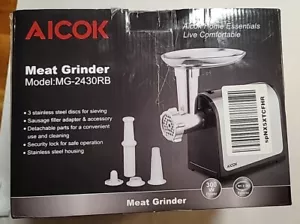 AICOK
AICOK Home Essentials
Live Comfortable
Meat Grinder
Model:MG-2430RB
• 3 stainless steel discs for sieving
• Sausage filler adapter & accessory
• Detachable parts for a convenient
use and cleaning
• Security lock for safe operation
• Stainless steel housing
AICOK
Meat Grinder